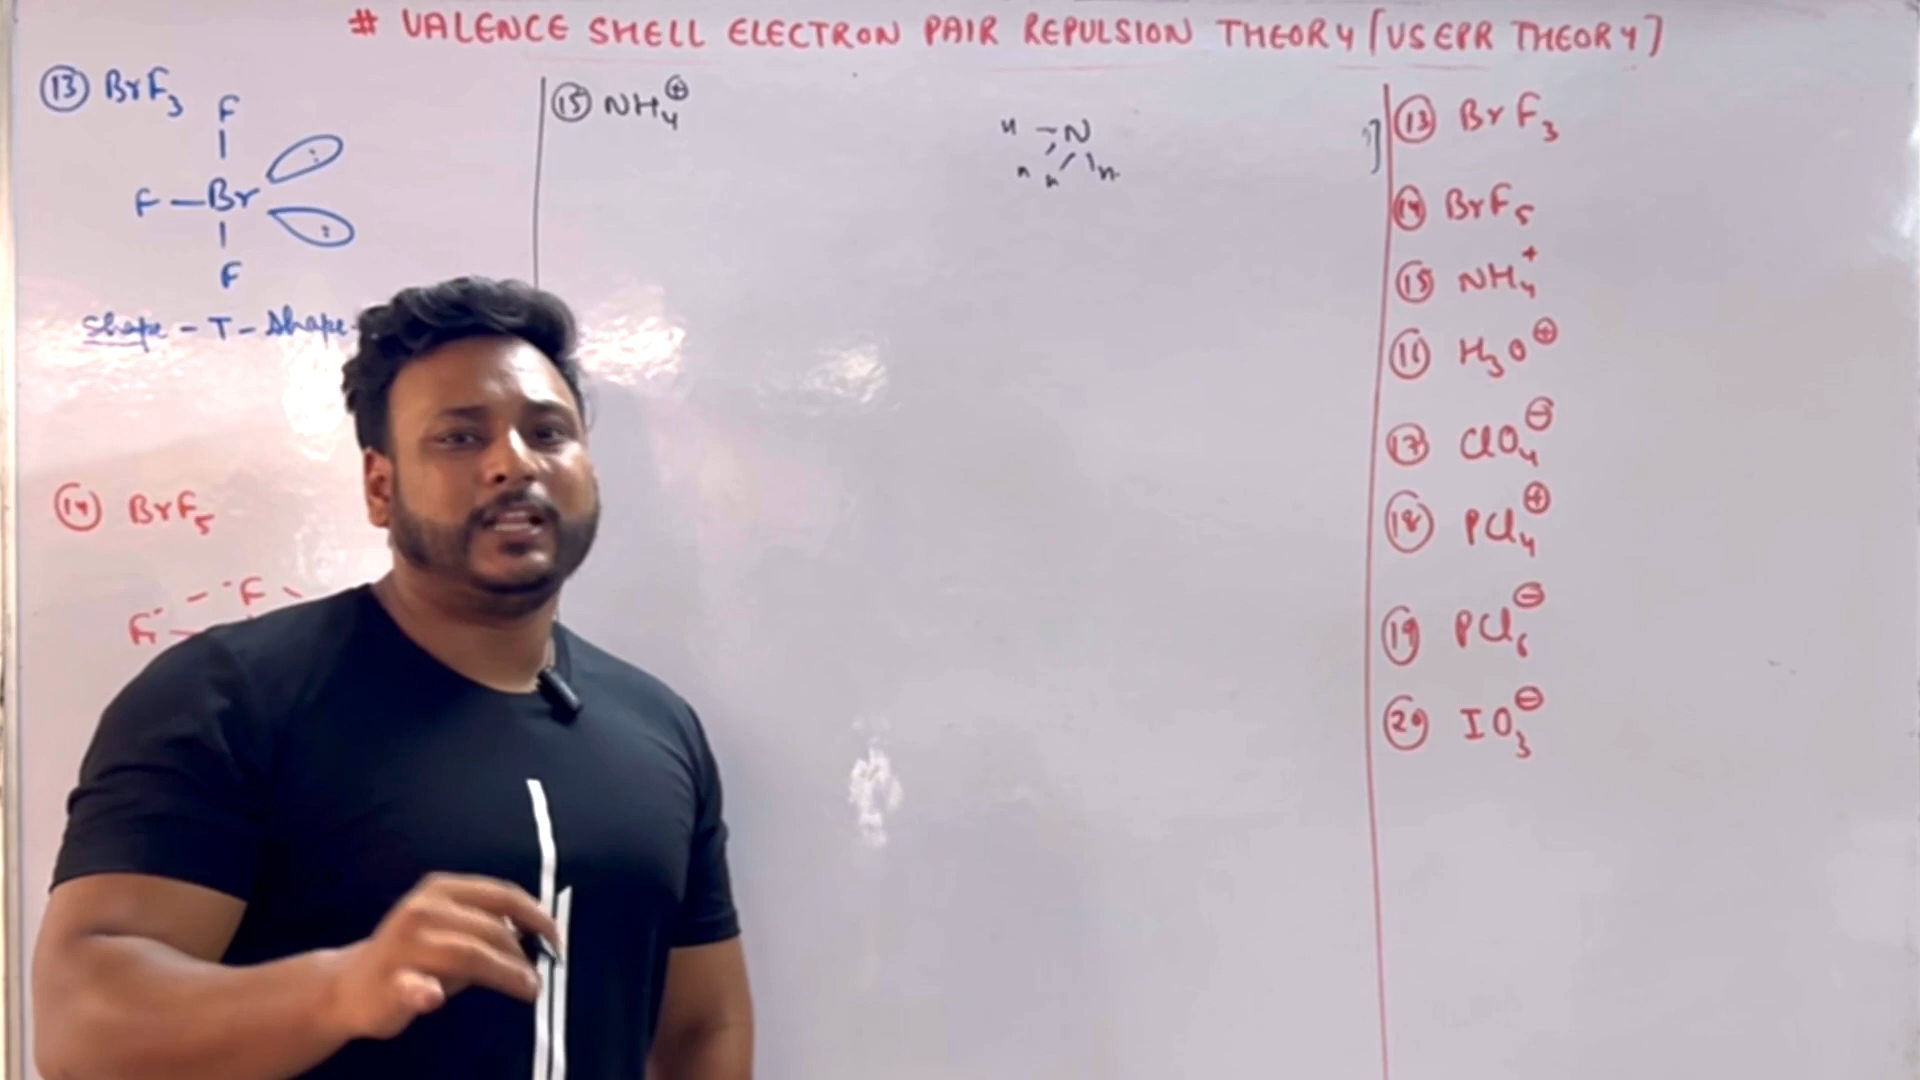 # VALENCE SHELL ELECTRON PAIR REPULSION THEORY [VSEPR THEORY]
(13) BrF₃
F
F – Br
F
Shape – T – shape
(14) BrF₅
F
F
(15) NH₄⊕
H – N
H H H
(13) BrF₃
(14) BrF₅
(15) NH₄⁺
(16) H₃O⊕
(17) ClO₄⊖
(18) PCl₄⊕
(19) PCl₆⊖
(20) IO₃⊖